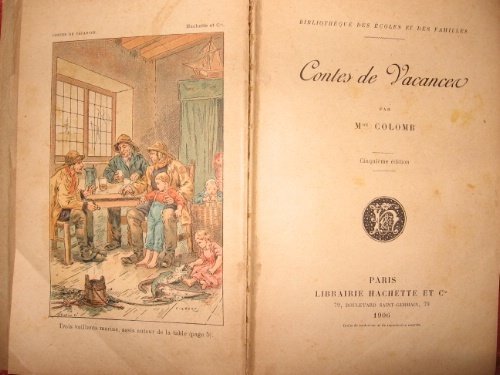 CONTES DE VACANCES.
Hachette et Cie.
Trois vaillants marins, assis autour de la table (page 5).
BIBLIOTHÈQUE DES ÉCOLES ET DES FAMILLES
Contes de Vacances
PAR
Mme COLOMB
Cinquième édition
H
PARIS
LIBRAIRIE HACHETTE ET Cie
79, BOULEVARD SAINT-GERMAIN, 79
1906